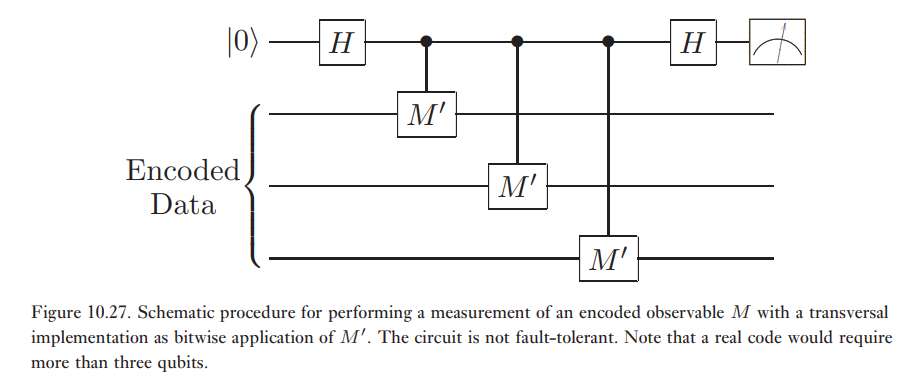 |0⟩ H H
M′
Encoded M′
Data
M′
Figure 10.27. Schematic procedure for performing a measurement of an encoded observable M with a transversal
implementation as bitwise application of M′. The circuit is not fault-tolerant. Note that a real code would require
more than three qubits.